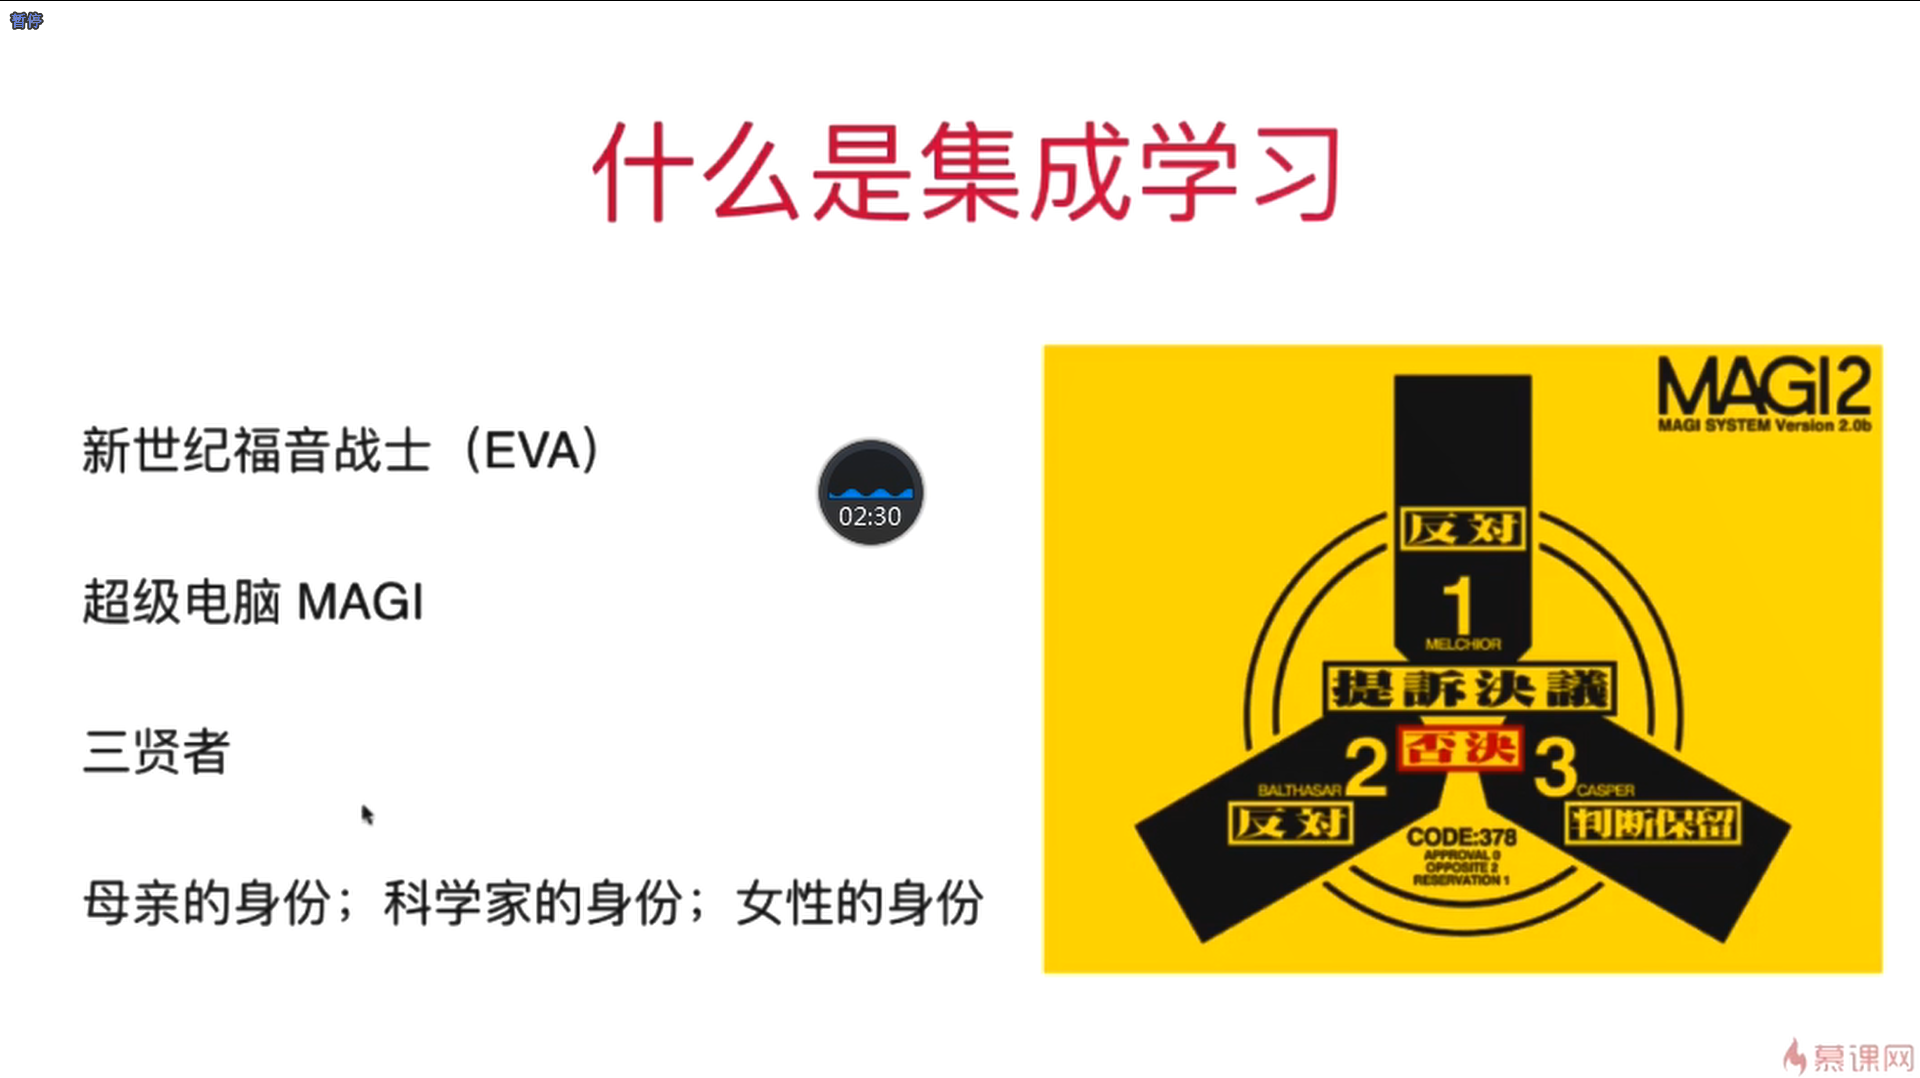 暂停
什么是集成学习
新世纪福音战士（EVA）
02:30
超级电脑 MAGI
三贤者
母亲的身份；科学家的身份；女性的身份
MAGI2
MAGI SYSTEM Version 2.0b
反対
1
MELCHIOR
提訴決議
否決
2
BALTHASAR
反対
3
CASPER
判断保留
CODE:378
APPROVAL 0
OPPOSITE 2
RESERVATION 1
慕课网